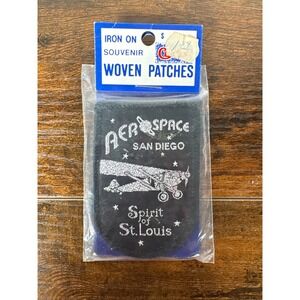 IRON ON
SOUVENIR
$
WOVEN PATCHES
AEROSPACE
SAN DIEGO
Spirit
of
St. Louis